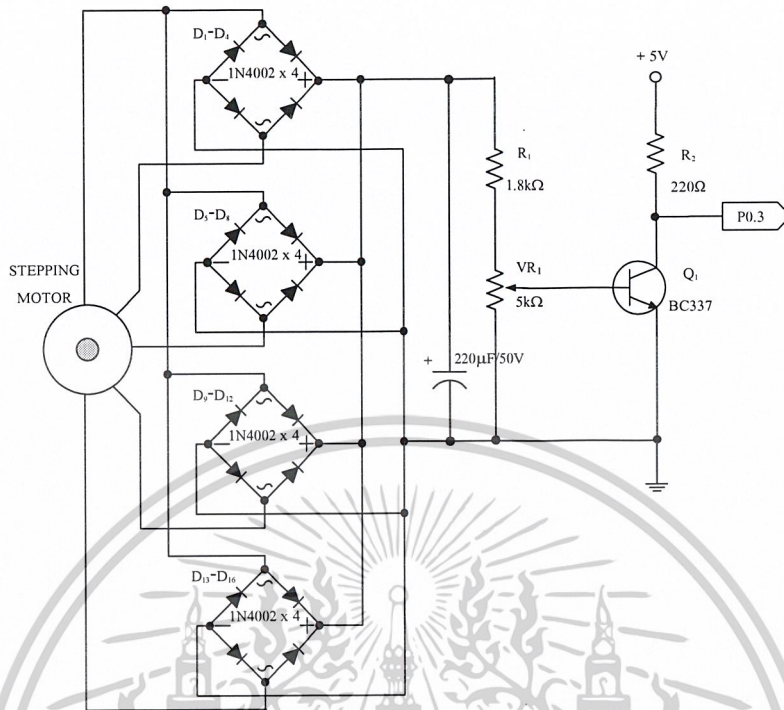 D₁-D₄
1N4002 x 4
+ 5V
R₁
1.8kΩ
R₂
220Ω
P0.3
D₅-D₈
1N4002 x 4
STEPPING
MOTOR
VR₁
5kΩ
Q₁
BC337
+
220µF/50V
D₉-D₁₂
1N4002 x 4
D₁₃-D₁₆
1N4002 x 4